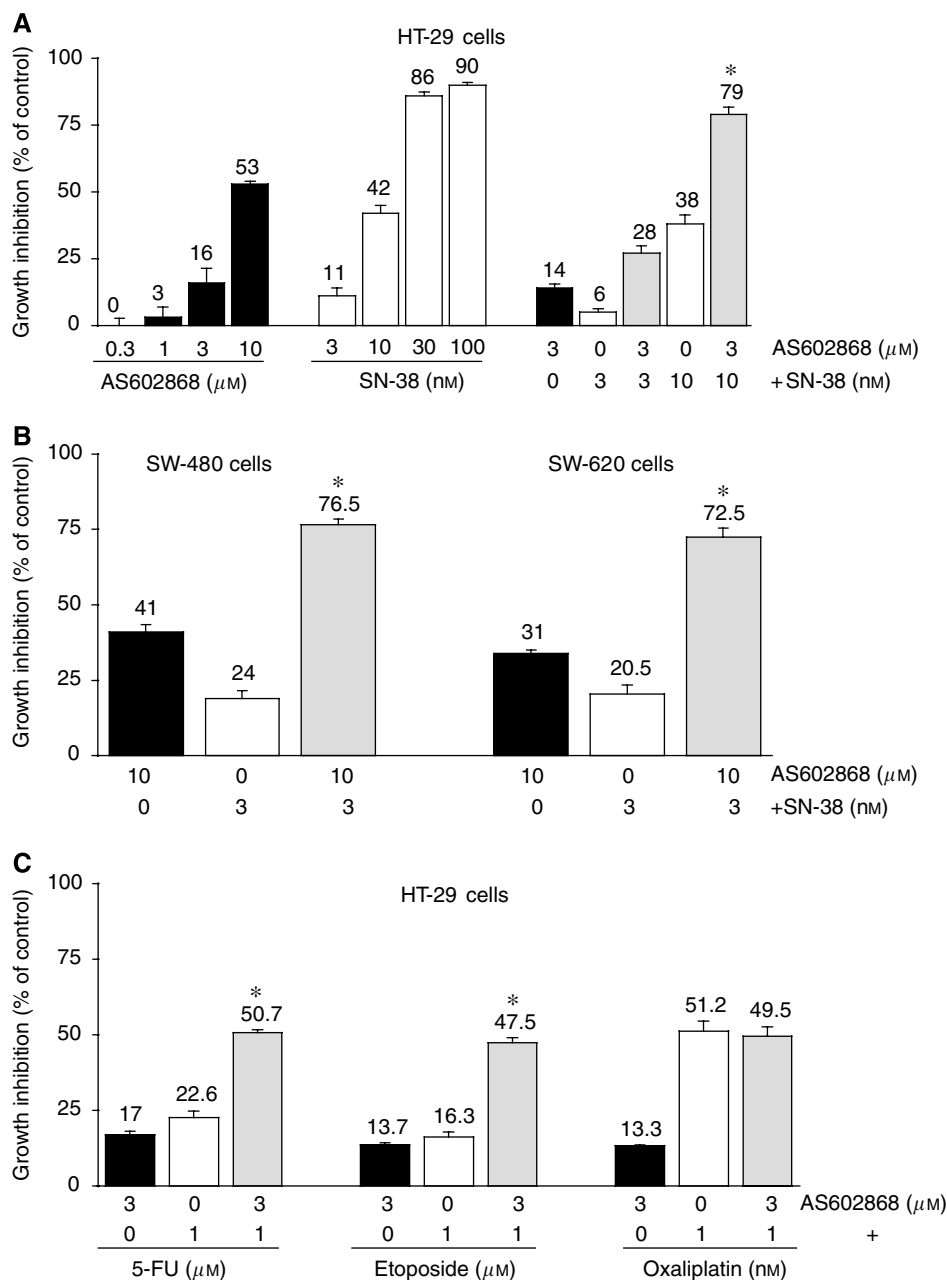 A
HT-29 cells
Growth inhibition (% of control)
100
75
50
25
0
0 3 16 53
11 42 86 90
14 6 28 38 79 *
0.3 1 3 10
AS602868 (μM)
3 10 30 100
SN-38 (nM)
3 0 3 0 3 AS602868 (μM)
0 3 3 10 10 +SN-38 (nM)
B
SW-480 cells
SW-620 cells
Growth inhibition (% of control)
100
75
50
25
0
41 24 76.5 *
31 20.5 72.5 *
10 0 10 10 0 10 AS602868 (μM)
0 3 3 0 3 3 +SN-38 (nM)
C
HT-29 cells
Growth inhibition (% of control)
100
75
50
25
0
17 22.6 50.7 *
13.7 16.3 47.5 *
13.3 51.2 49.5
3 0 3 3 0 3 3 0 3 AS602868 (μM)
0 1 1 0 1 1 0 1 1 +
5-FU (μM) Etoposide (μM) Oxaliplatin (nM)